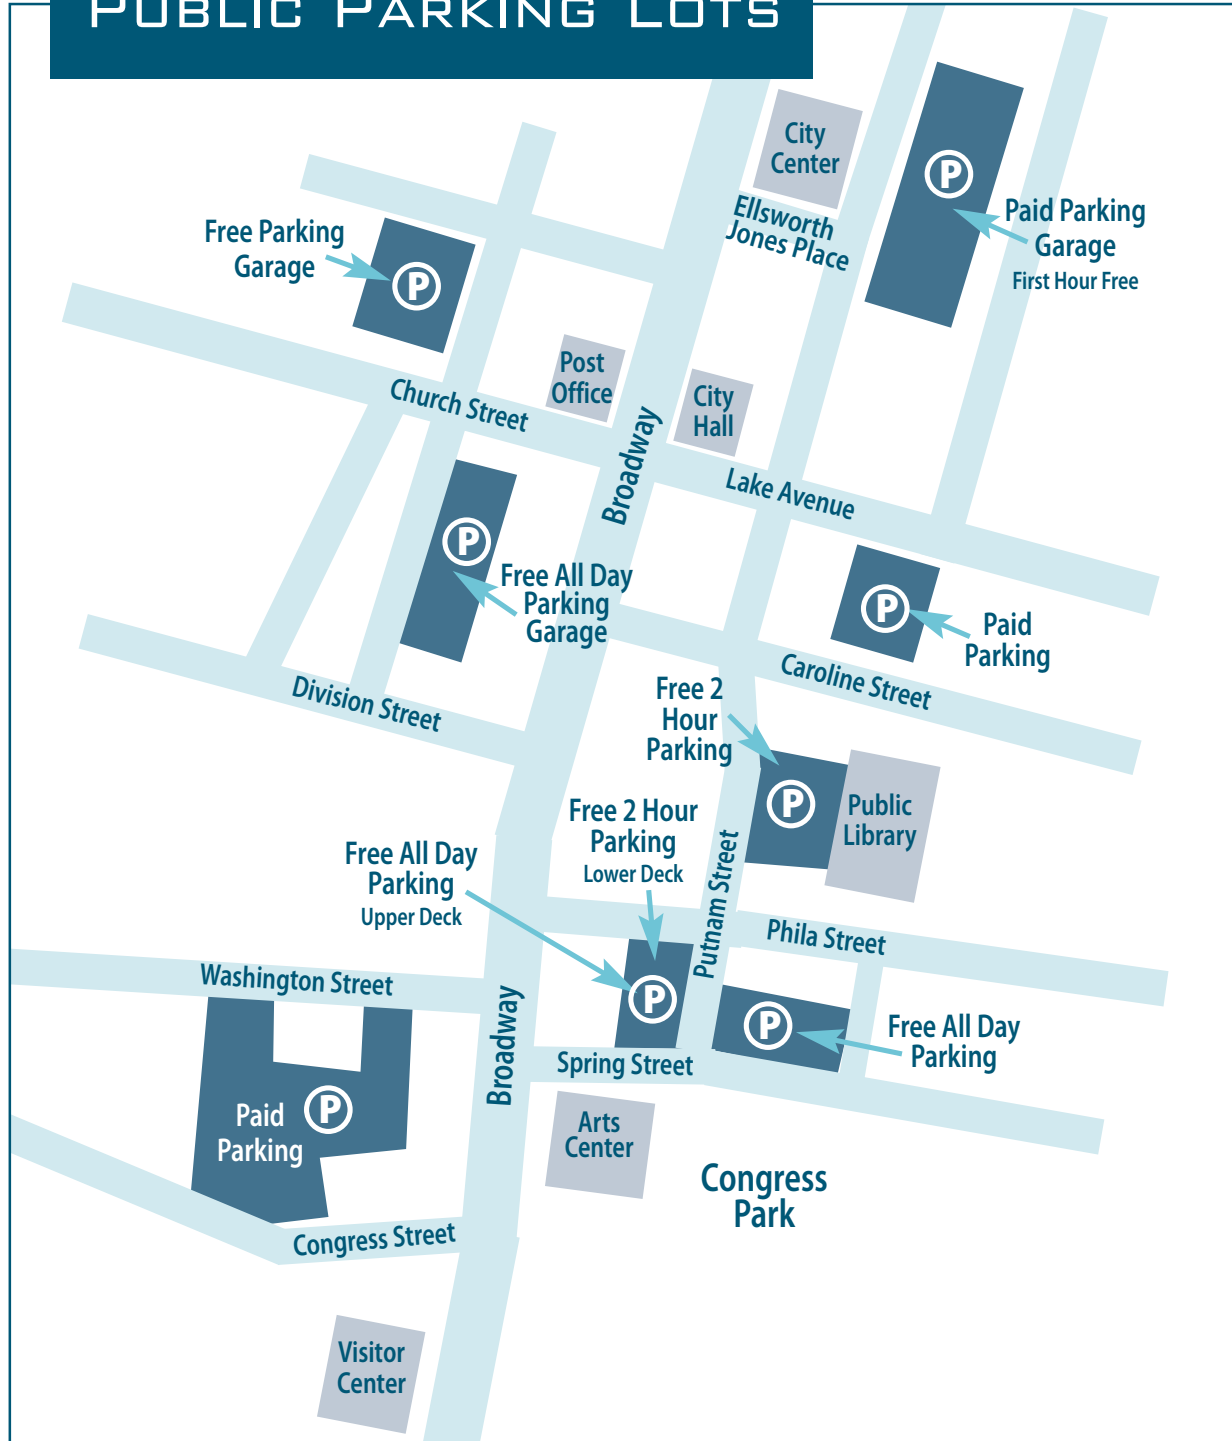 PUBLIC PARKING LOTS
City
Center
Ellsworth
Jones Place
P
Paid Parking
Garage
First Hour Free
Free Parking
Garage
P
Post
Office
City
Hall
Church Street
Broadway
Lake Avenue
P
Free All Day
Parking
Garage
P
Paid
Parking
Division Street
Caroline Street
Free 2
Hour
Parking
P
Public
Library
Free 2 Hour
Parking
Lower Deck
Free All Day
Parking
Upper Deck
Putnam Street
Phila Street
Washington Street
P
P
Free All Day
Parking
Broadway
Spring Street
Paid
Parking
P
Arts
Center
Congress
Park
Congress Street
Visitor
Center